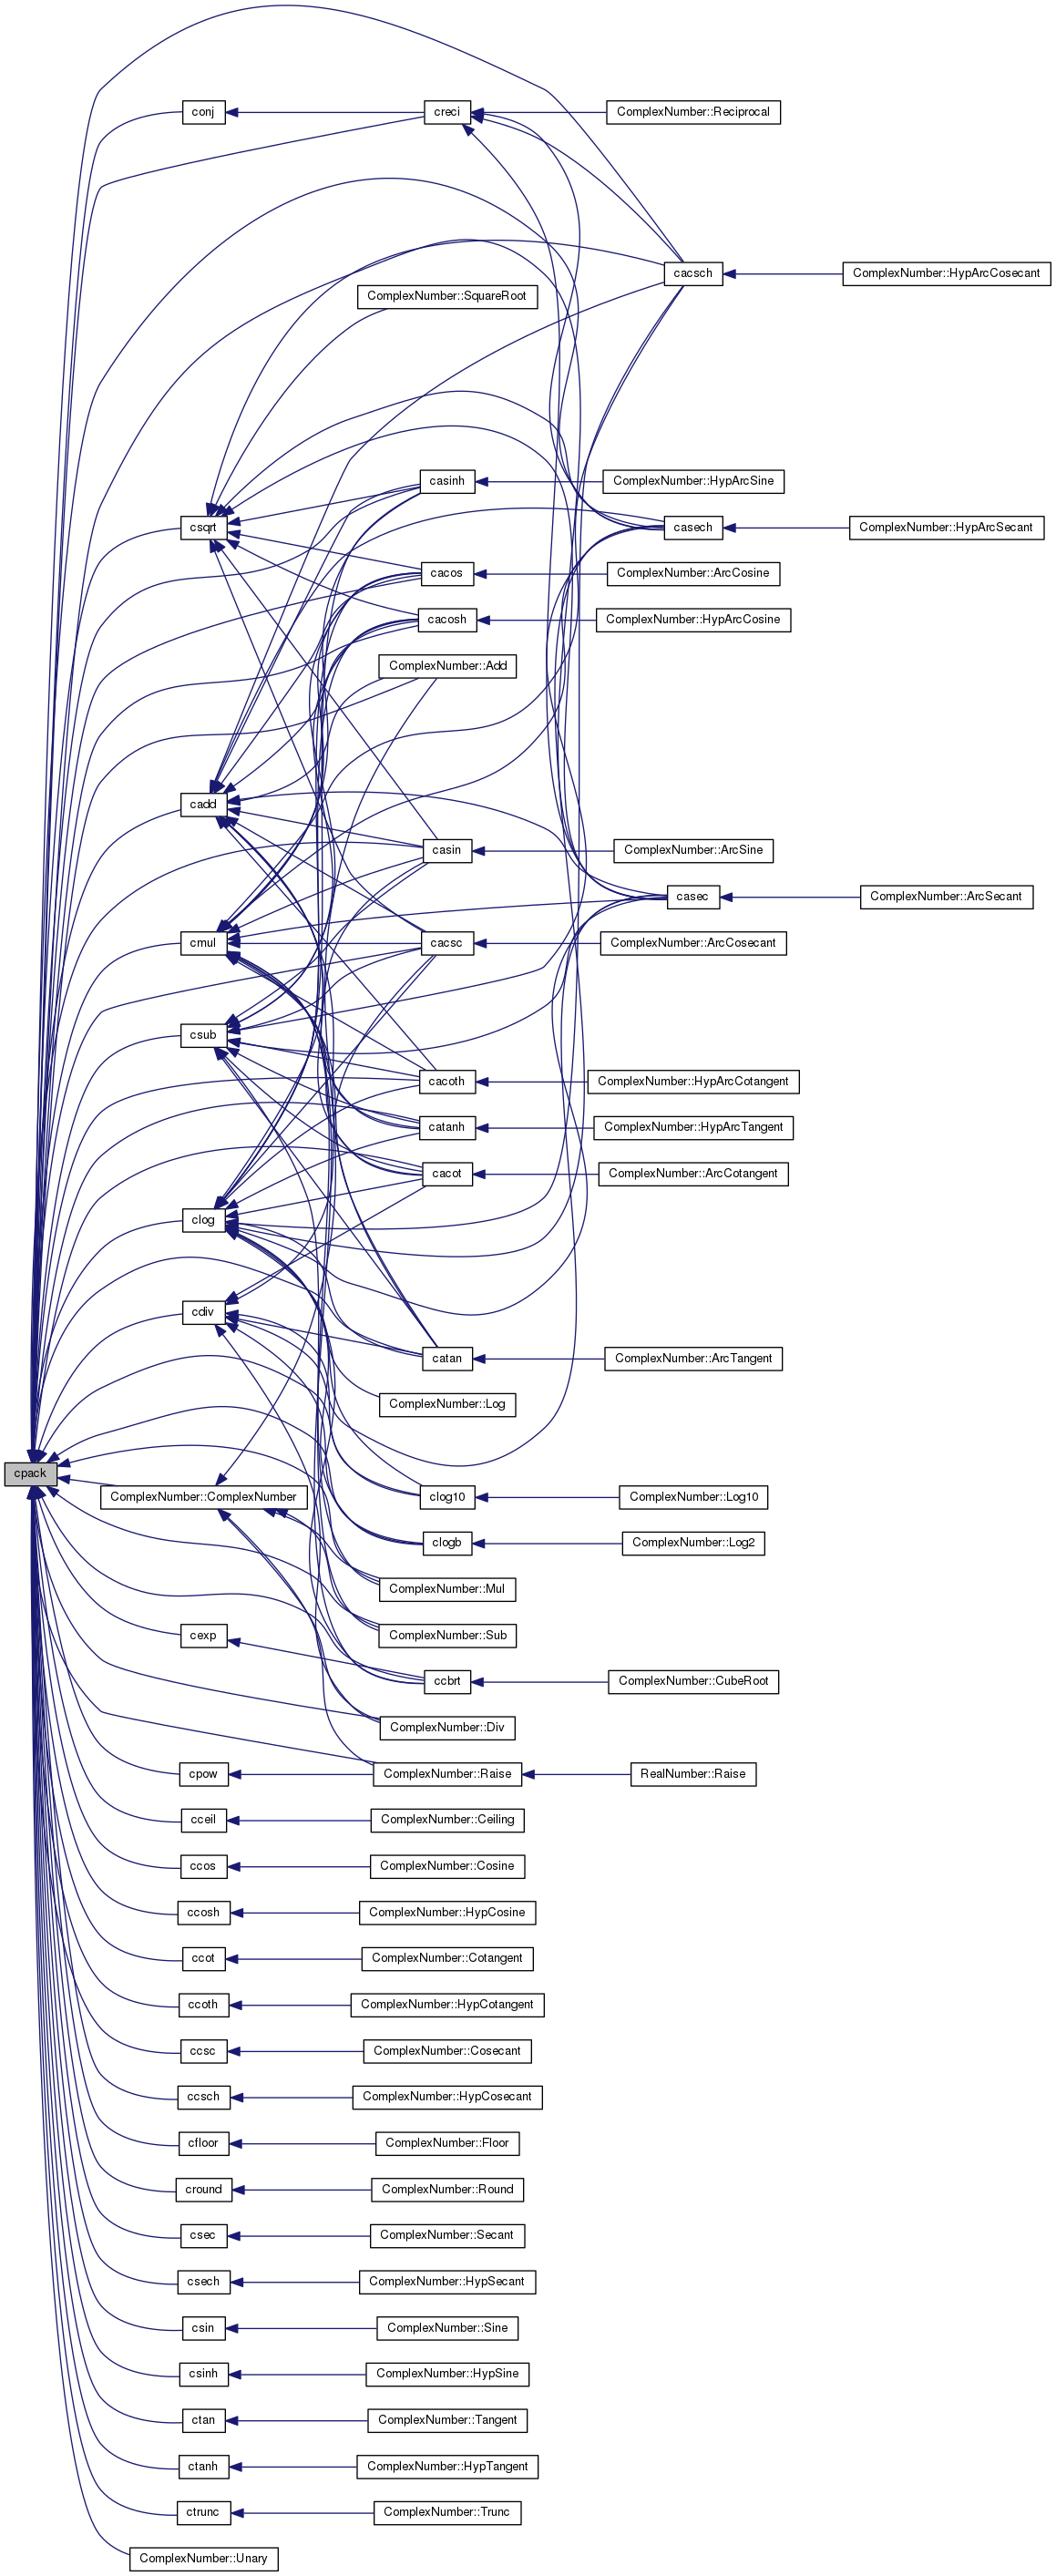 conj
creci
ComplexNumber::Reciprocal
cacsch
ComplexNumber::HypArcCosecant
ComplexNumber::SquareRoot
casinh
ComplexNumber::HypArcSine
csqrt
casech
ComplexNumber::HypArcSecant
cacos
ComplexNumber::ArcCosine
cacosh
ComplexNumber::HypArcCosine
ComplexNumber::Add
cadd
casin
ComplexNumber::ArcSine
casec
ComplexNumber::ArcSecant
cmul
cacsc
ComplexNumber::ArcCosecant
csub
cacoth
ComplexNumber::HypArcCotangent
catanh
ComplexNumber::HypArcTangent
cacot
ComplexNumber::ArcCotangent
clog
cdiv
catan
ComplexNumber::ArcTangent
ComplexNumber::Log
cpack
ComplexNumber::ComplexNumber
clog10
ComplexNumber::Log10
clogb
ComplexNumber::Log2
ComplexNumber::Mul
cexp
ComplexNumber::Sub
ccbrt
ComplexNumber::CubeRoot
ComplexNumber::Div
cpow
ComplexNumber::Raise
RealNumber::Raise
cceil
ComplexNumber::Ceiling
ccos
ComplexNumber::Cosine
ccosh
ComplexNumber::HypCosine
ccot
ComplexNumber::Cotangent
ccoth
ComplexNumber::HypCotangent
ccsc
ComplexNumber::Cosecant
ccsch
ComplexNumber::HypCosecant
cfloor
ComplexNumber::Floor
cround
ComplexNumber::Round
csec
ComplexNumber::Secant
csech
ComplexNumber::HypSecant
csin
ComplexNumber::Sine
csinh
ComplexNumber::HypSine
ctan
ComplexNumber::Tangent
ctanh
ComplexNumber::HypTangent
ctrunc
ComplexNumber::Trunc
ComplexNumber::Unary